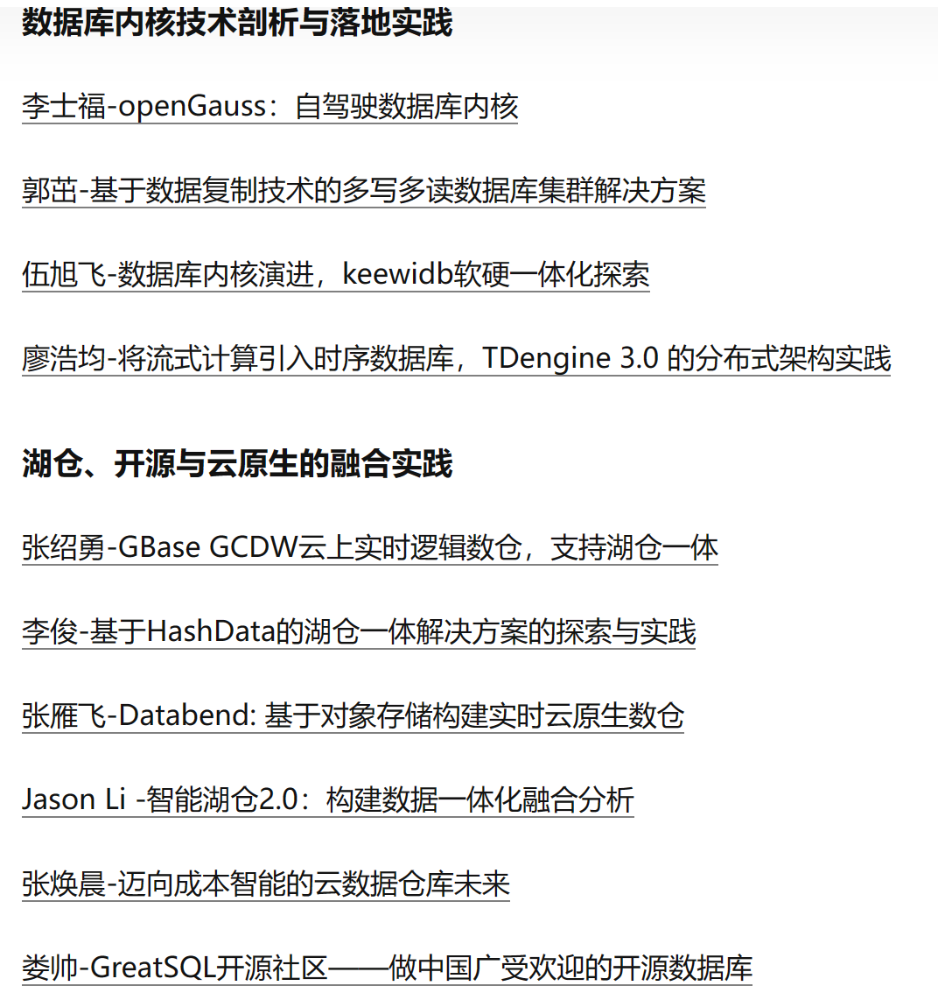 数据库内核技术剖析与落地实践
李士福-openGauss：自驾驶数据库内核
郭茁-基于数据复制技术的多写多读数据库集群解决方案
伍旭飞-数据库内核演进，keewidb软硬一体化探索
廖浩均-将流式计算引入时序数据库，TDengine 3.0 的分布式架构实践
湖仓、开源与云原生的融合实践
张绍勇-GBase GCDW云上实时逻辑数仓，支持湖仓一体
李俊-基于HashData的湖仓一体解决方案的探索与实践
张雁飞-Databend: 基于对象存储构建实时云原生数仓
Jason Li -智能湖仓2.0：构建数据一体化融合分析
张焕晨-迈向成本智能的云数据仓库未来
娄帅-GreatSQL开源社区——做中国广受欢迎的开源数据库